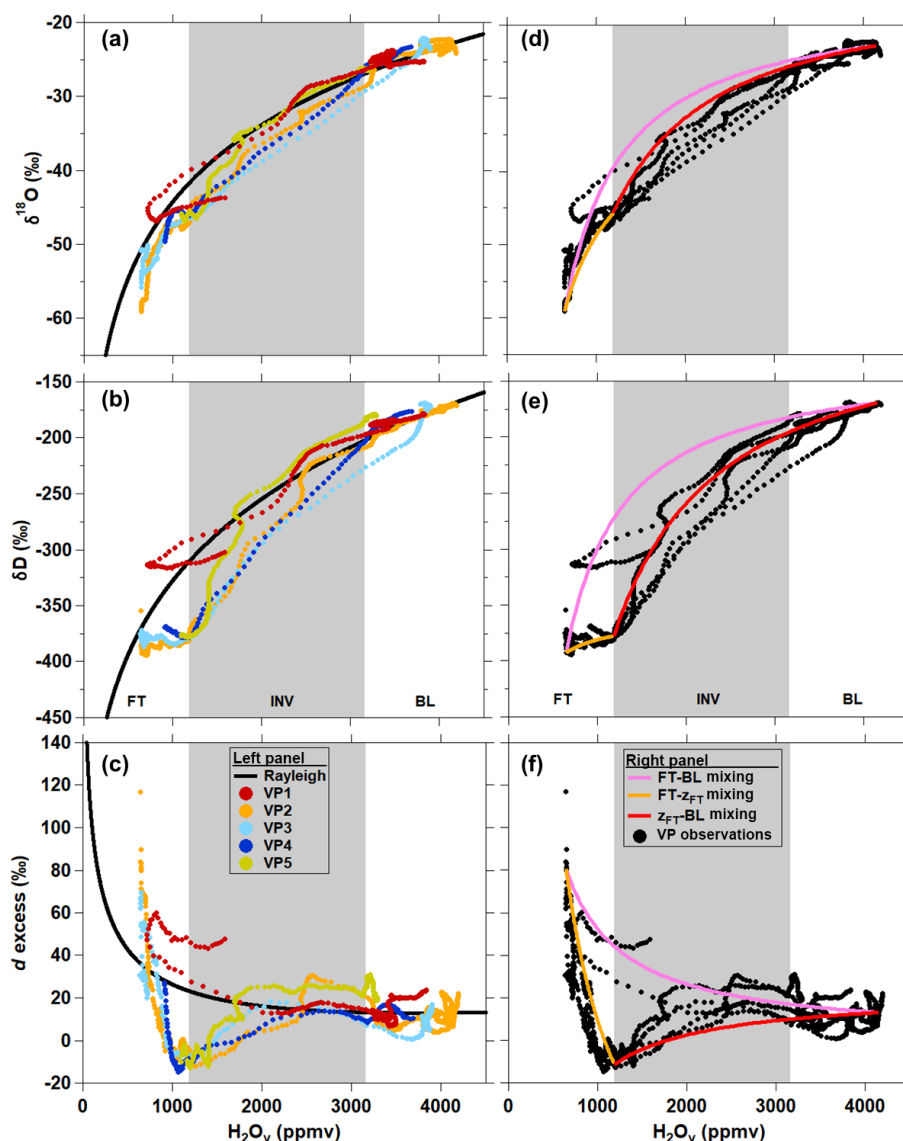 (a)
δ18O (‰)
-20
-30
-40
-50
-60
(d)
(b)
δD (‰)
-150
-200
-250
-300
-350
-400
-450
FT INV BL
(e)
FT INV BL
(c)
d excess (‰)
140
120
100
80
60
40
20
0
-20
Left panel
Rayleigh
VP1
VP2
VP3
VP4
VP5
0 1000 2000 3000 4000
H2Ov (ppmv)
(f)
Right panel
FT-BL mixing
FT-zFT mixing
zFT-BL mixing
VP observations
1000 2000 3000 4000
H2Ov (ppmv)